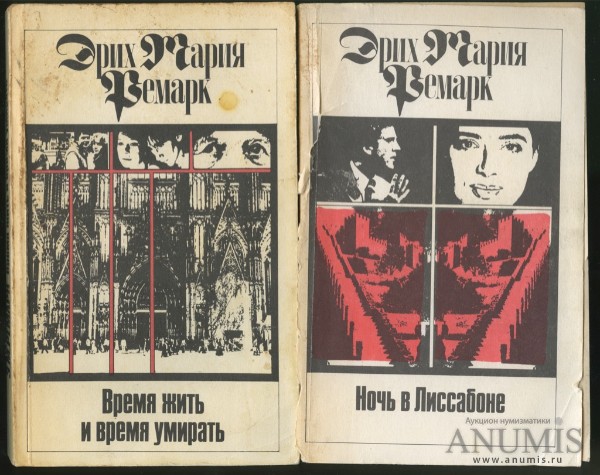 Эрих Мария
Ремарк
Время жить
и время умирать
Эрих Мария
Ремарк
Ночь в Лиссабоне
Аукцион нумизматики
ANUMIS
www.anumis.ru